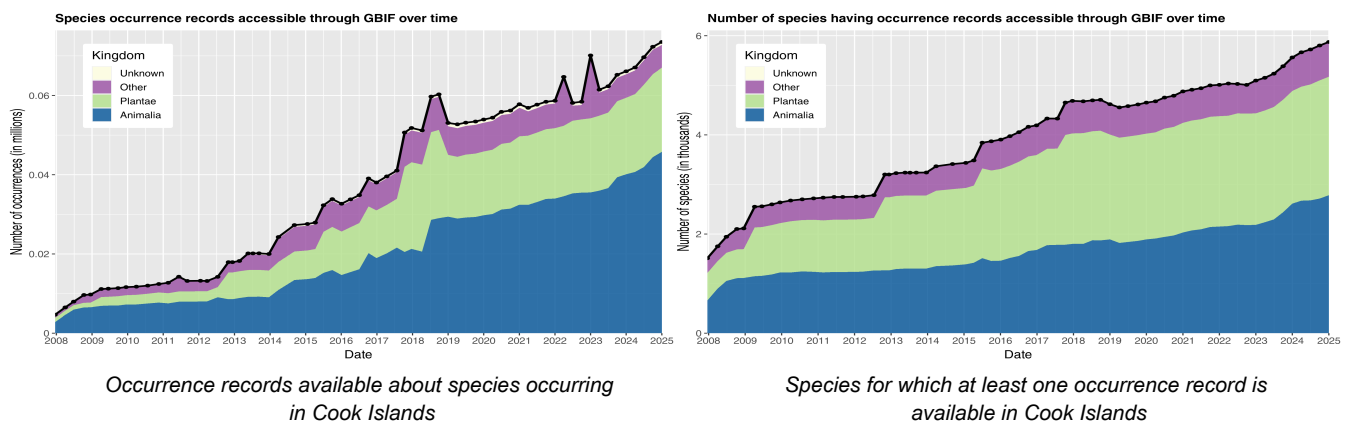 Species occurrence records accessible through GBIF over time
Number of occurrences (in millions)
Kingdom
Unknown
Other
Plantae
Animalia
0.06
0.04
0.02
0
2008 2009 2010 2011 2012 2013 2014 2015 2016 2017 2018 2019 2020 2021 2022 2023 2024 2025
Date
Occurrence records available about species occurring
in Cook Islands
Number of species having occurrence records accessible through GBIF over time
Number of species (in thousands)
Kingdom
Unknown
Other
Plantae
Animalia
6
4
2
0
2008 2009 2010 2011 2012 2013 2014 2015 2016 2017 2018 2019 2020 2021 2022 2023 2024 2025
Date
Species for which at least one occurrence record is
available in Cook Islands